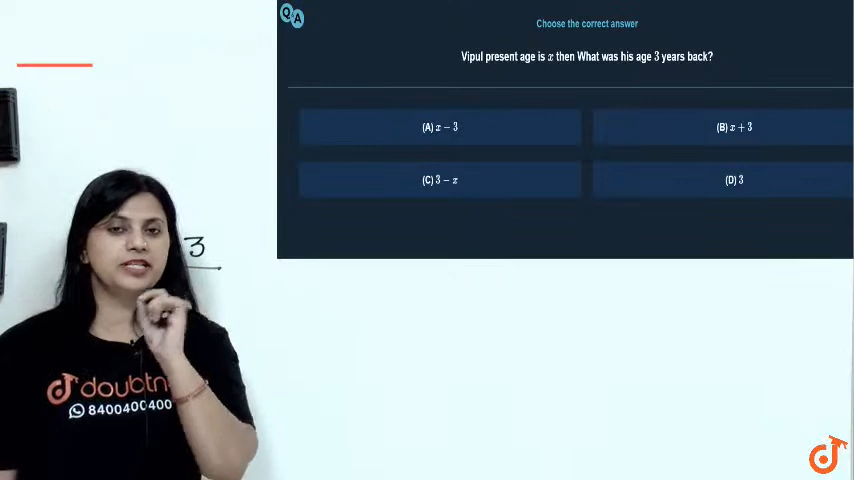 Q A
Choose the correct answer
Vipul present age is x then What was his age 3 years back?
(A) x − 3
(B) x + 3
(C) 3 − x
(D) 3
3
doubtn
8400400400